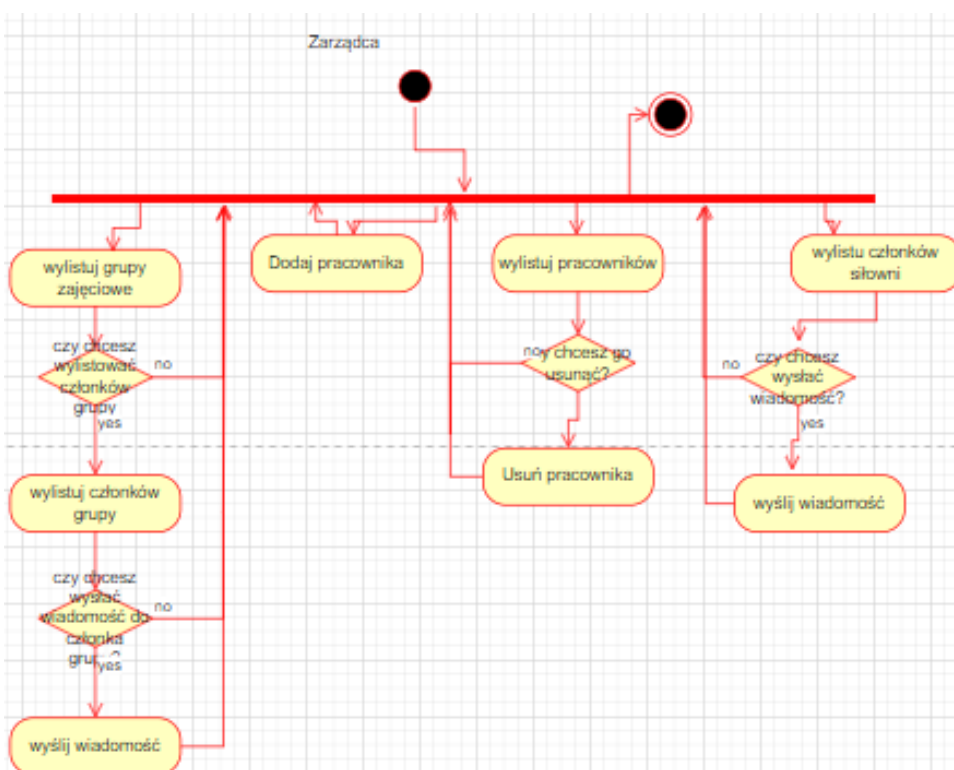 Zarządca
wylistuj grupy
zajęciowe
czy chcesz
wylistować
członków
grupy
no
yes
wylistuj członków
grupy
czy chcesz
wysłać
wiadomość do
członka
no
yes
wyślij wiadomość
Dodaj pracownika
wylistuj pracowników
no
y chcesz go
usunąć?
Usuń pracownika
wylistu członków
siłowni
czy chcesz
wysłać
wiadomość?
no
yes
wyślij wiadomość